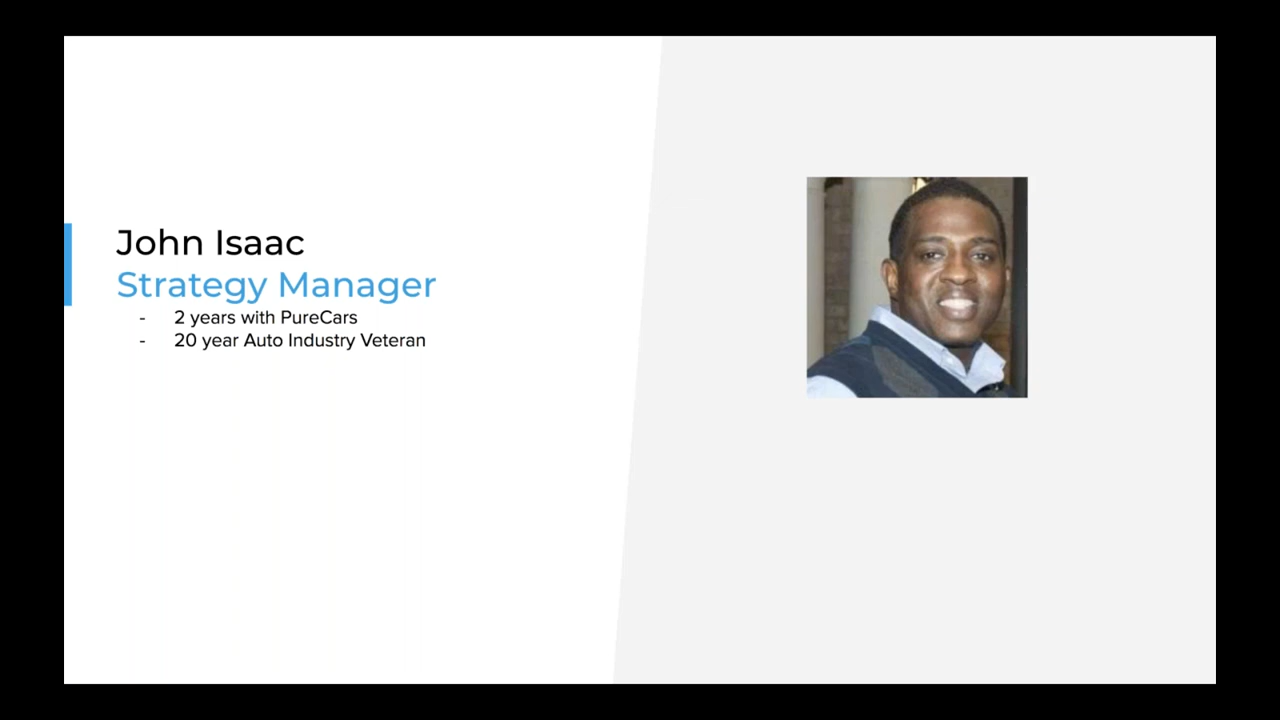 John Isaac
Strategy Manager
- 2 years with PureCars
- 20 year Auto Industry Veteran